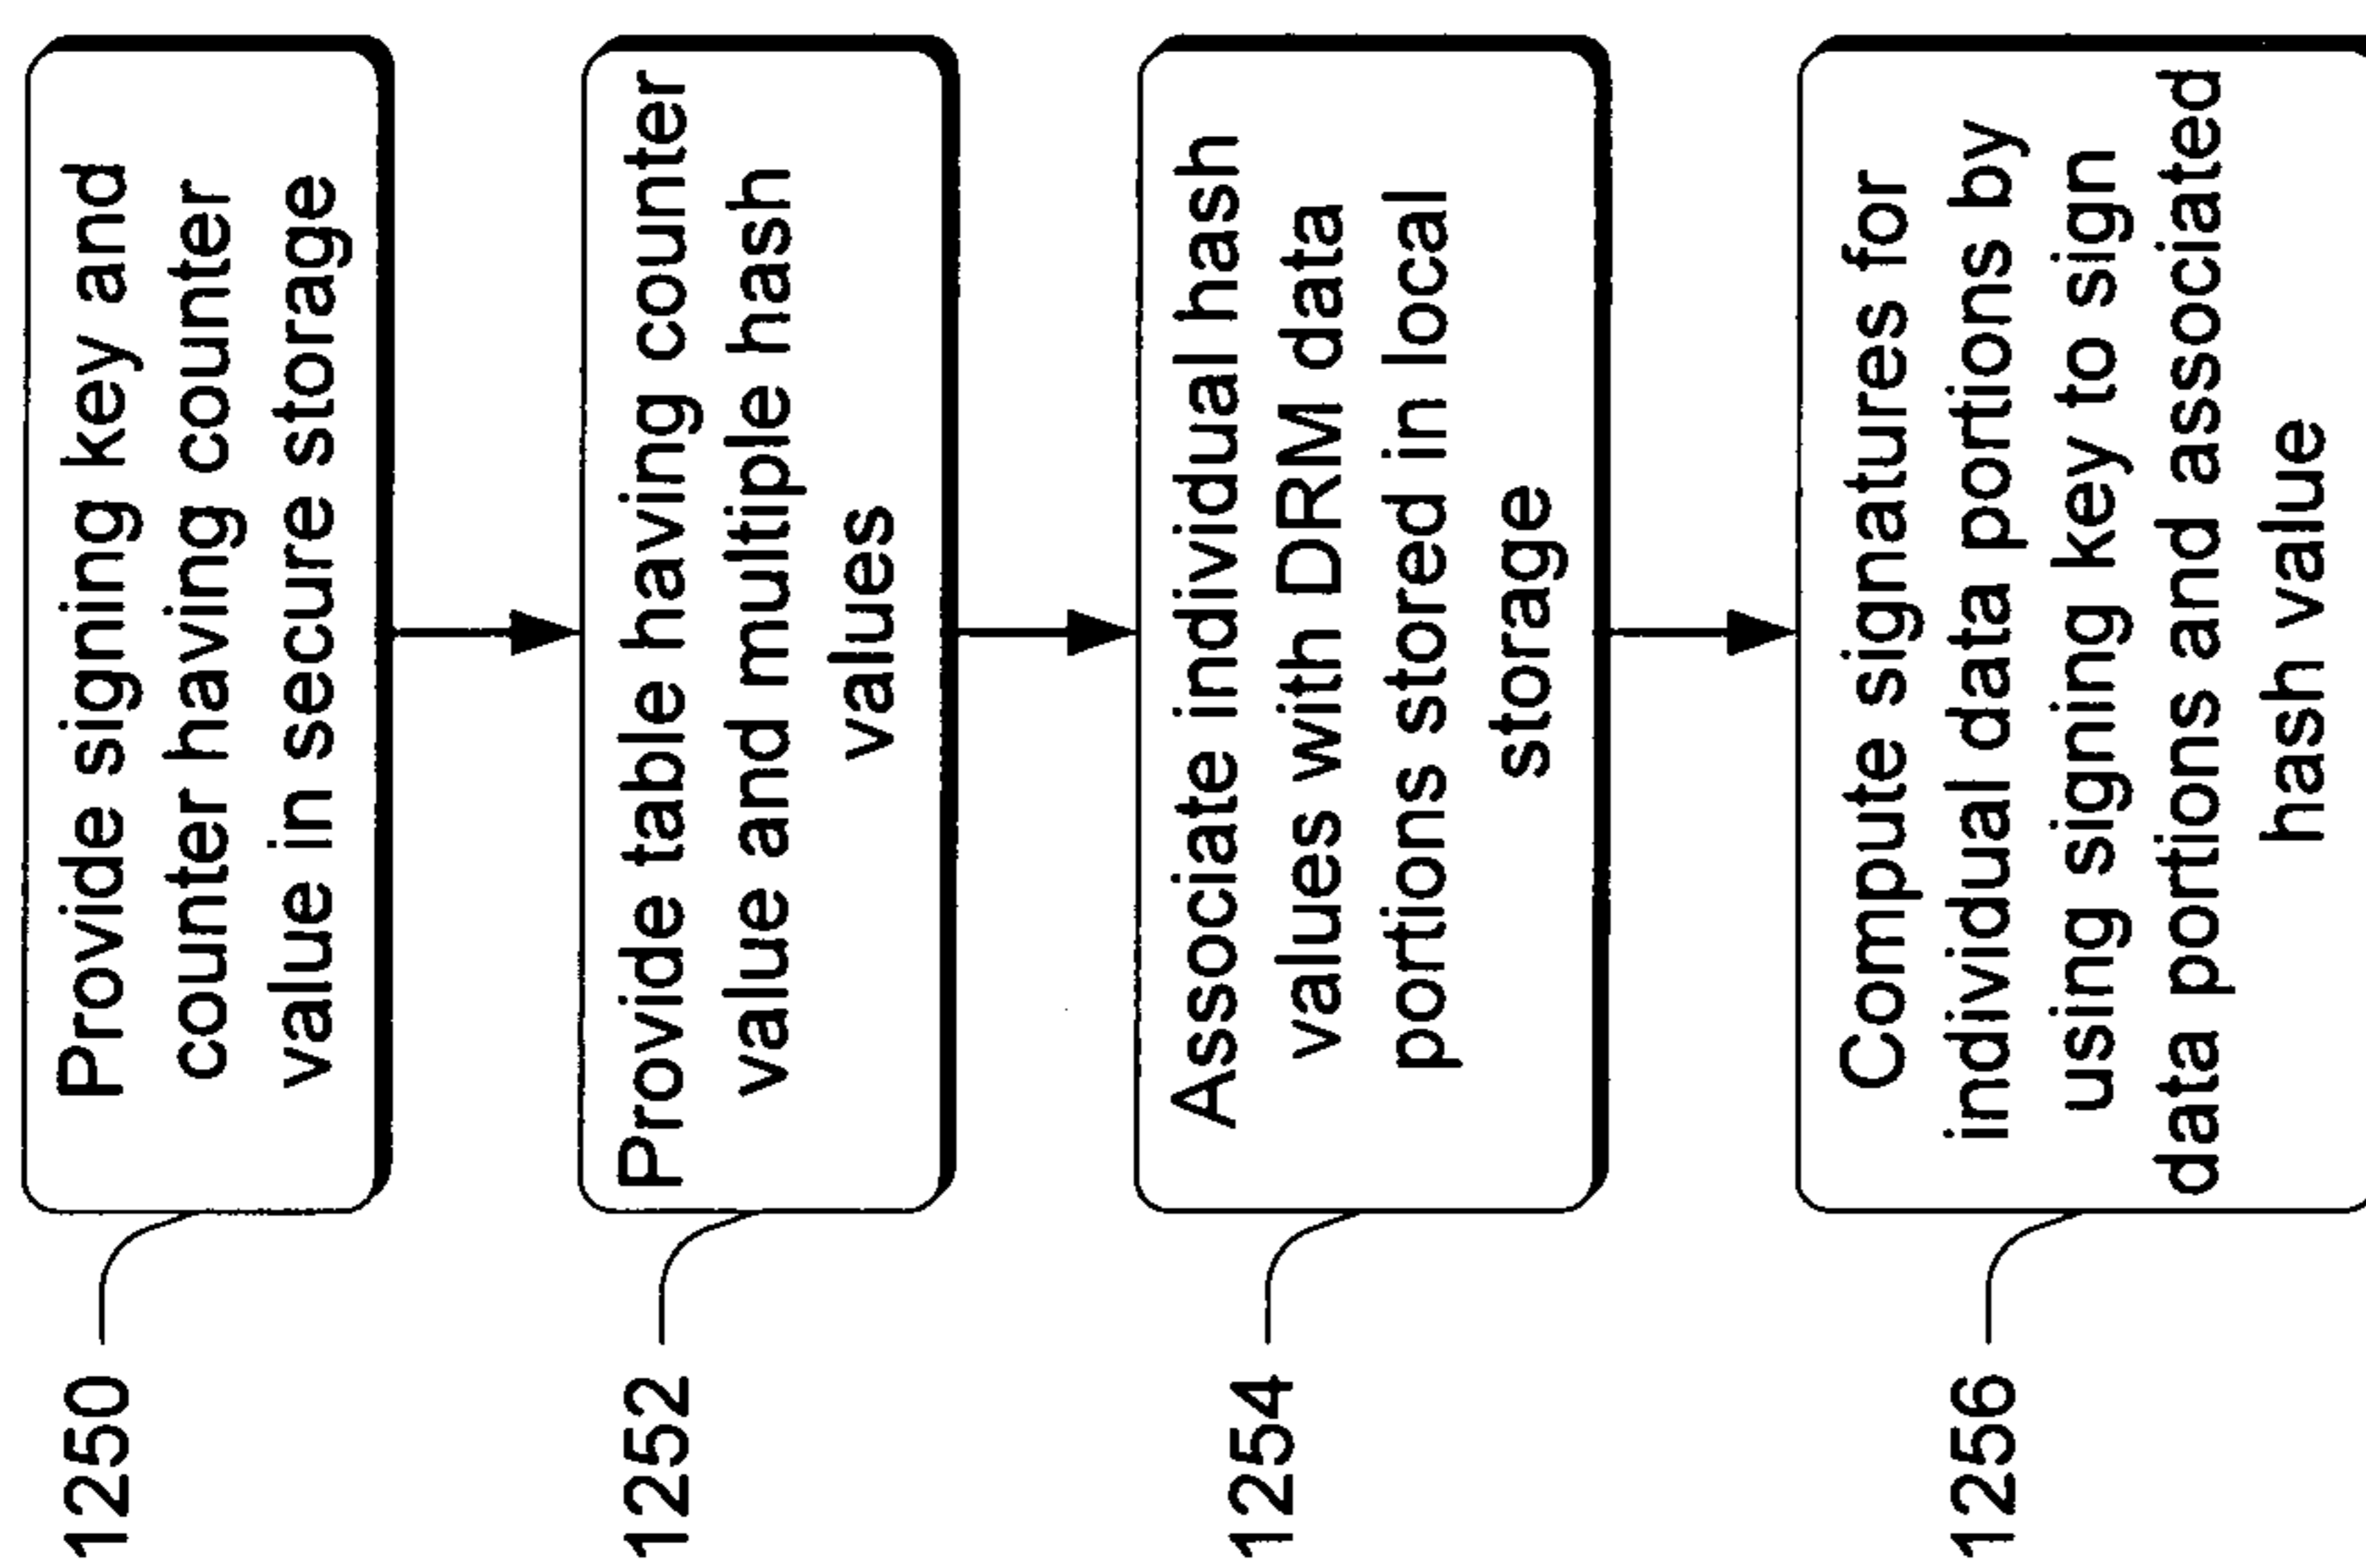 1250
Provide signing key and
counter having counter
value in secure storage
1252
Provide table having counter
value and multiple hash
values
1254
Associate individual hash
values with DRM data
portions stored in local
storage
1256
Compute signatures for
individual data portions by
using signing key to sign
data portions and associated
hash value